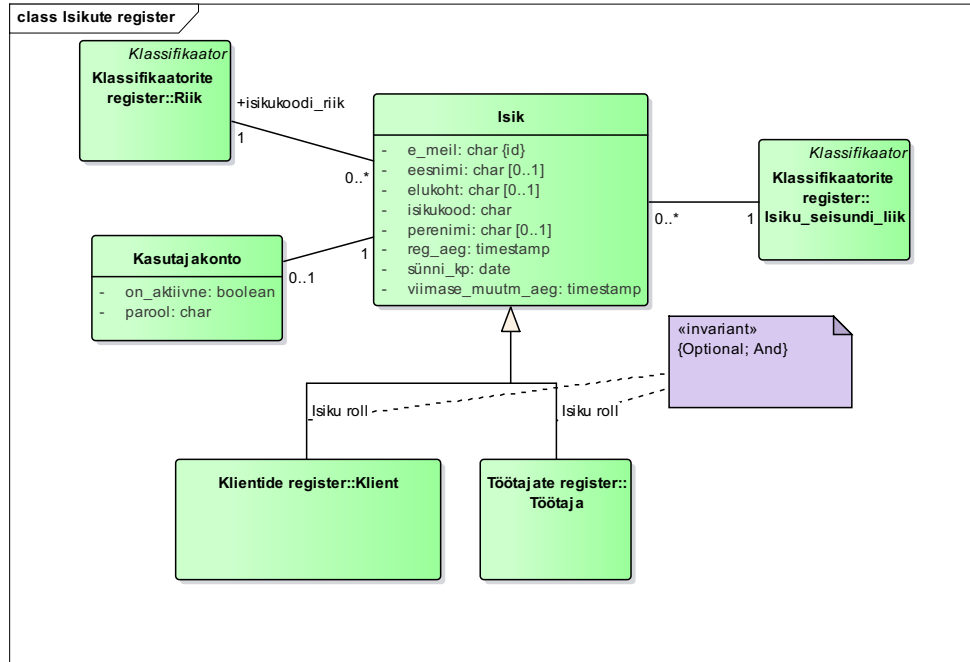 class Isikute register
Klassifikaator
Klassifikaatorite
register::Riik
+isikukoodi_riik
1
0..*
Isik
- e_meil: char {id}
- eesnimi: char [0..1]
- elukoht: char [0..1]
- isikukood: char
- perenimi: char [0..1]
- reg_aeg: timestamp
- sünni_kp: date
- viimase_muutm_aeg: timestamp
Klassifikaator
Klassifikaatorite
register::
Isiku_seisundi_liik
0..*
1
Kasutajakonto
- on_aktiivne: boolean
- parool: char
0..1
1
«invariant»
{Optional; And}
Isiku roll
Isiku roll
Klientide register::Klient
Töötajate register::
Töötaja